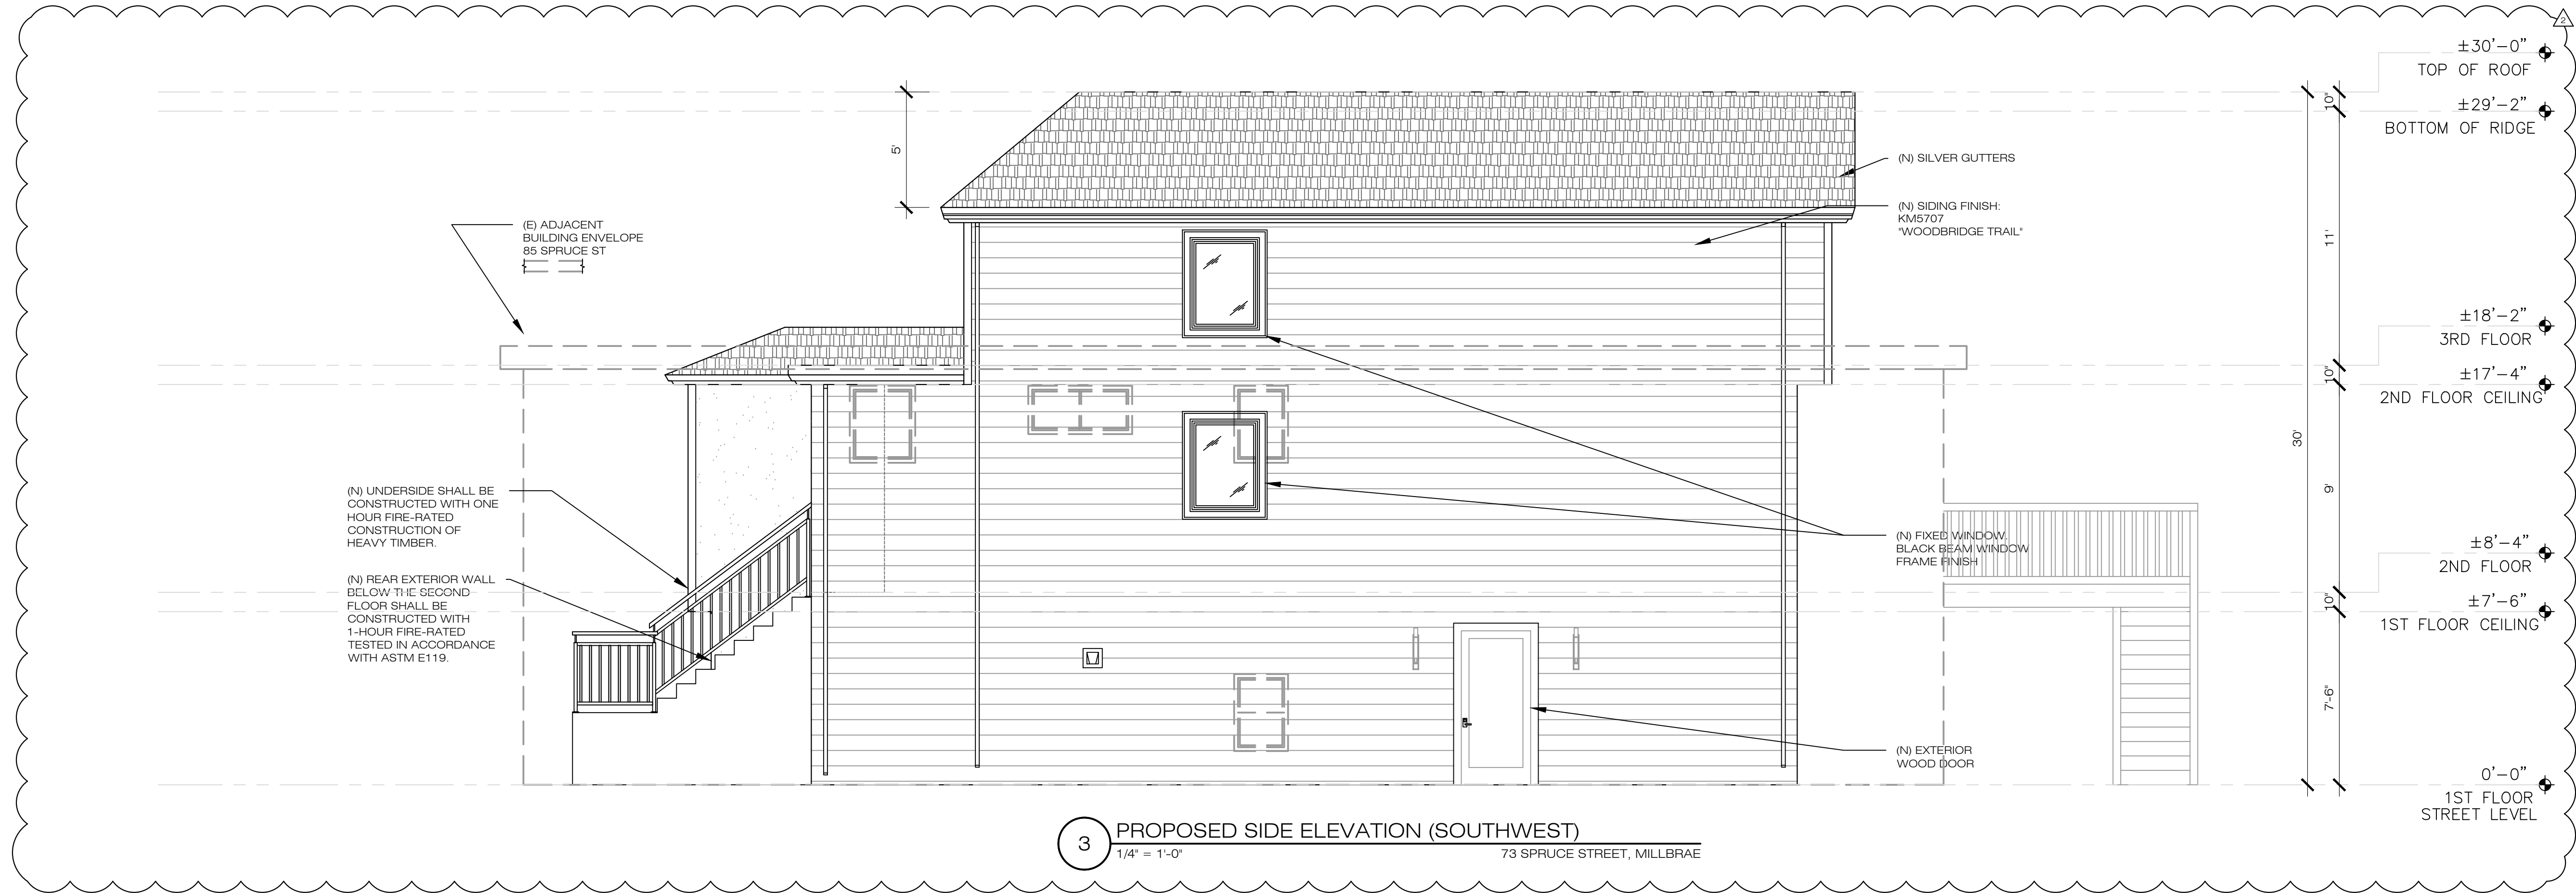 2
±30'-0"
TOP OF ROOF
10"
±29'-2"
BOTTOM OF RIDGE
5'
(N) SILVER GUTTERS
(N) SIDING FINISH:
KM5707
"WOODBRIDGE TRAIL"
(E) ADJACENT
BUILDING ENVELOPE
85 SPRUCE ST
11'
±18'-2"
3RD FLOOR
10"
±17'-4"
2ND FLOOR CEILING
30'
9'
(N) UNDERSIDE SHALL BE
CONSTRUCTED WITH ONE
HOUR FIRE-RATED
CONSTRUCTION OF
HEAVY TIMBER.
(N) FIXED WINDOW.
BLACK BEAM WINDOW
FRAME FINISH
±8'-4"
2ND FLOOR
(N) REAR EXTERIOR WALL
BELOW THE SECOND
FLOOR SHALL BE
CONSTRUCTED WITH
1-HOUR FIRE-RATED
TESTED IN ACCORDANCE
WITH ASTM E119.
10"
±7'-6"
1ST FLOOR CEILING
7'-6"
(N) EXTERIOR
WOOD DOOR
0'-0"
1ST FLOOR
STREET LEVEL
3
PROPOSED SIDE ELEVATION (SOUTHWEST)
1/4" = 1'-0"
73 SPRUCE STREET, MILLBRAE